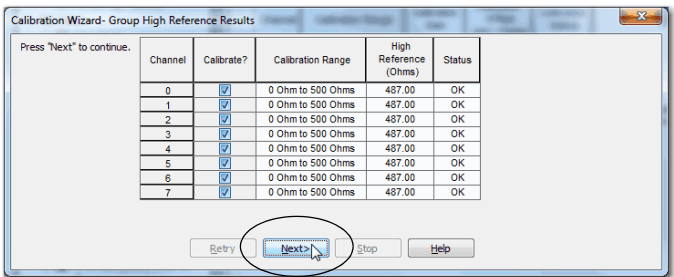 Calibration Wizard- Group High Reference Results
Press "Next" to continue.
Channel Calibrate? Calibration Range High Reference (Ohms) Status
0 0 Ohm to 500 Ohms 487.00 OK
1 0 Ohm to 500 Ohms 487.00 OK
2 0 Ohm to 500 Ohms 487.00 OK
3 0 Ohm to 500 Ohms 487.00 OK
4 0 Ohm to 500 Ohms 487.00 OK
5 0 Ohm to 500 Ohms 487.00 OK
6 0 Ohm to 500 Ohms 487.00 OK
7 0 Ohm to 500 Ohms 487.00 OK
Retry Next> Stop Help